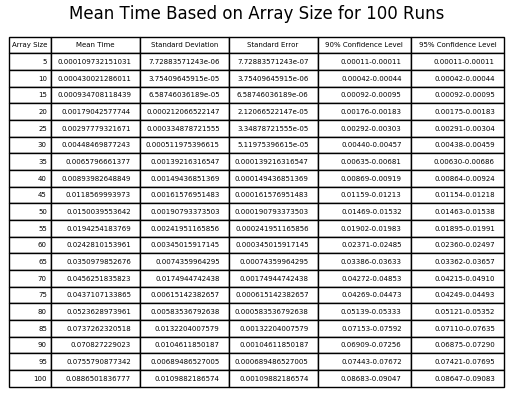 Mean Time Based on Array Size for 100 Runs
Array Size Mean Time Standard Deviation Standard Error 90% Confidence Level 95% Confidence Level
5 0.000109732151031 7.72883571243e-06 7.72883571243e-07 0.00011-0.00011 0.00011-0.00011
10 0.000430021286011 3.75409645915e-05 3.75409645915e-06 0.00042-0.00044 0.00042-0.00044
15 0.000934708118439 6.58746036189e-05 6.58746036189e-06 0.00092-0.00095 0.00092-0.00095
20 0.00179042577744 0.000212066522147 2.12066522147e-05 0.00176-0.00183 0.00175-0.00183
25 0.00297779321671 0.000334878721555 3.34878721555e-05 0.00292-0.00303 0.00291-0.00304
30 0.00448469877243 0.000511975396615 5.11975396615e-05 0.00440-0.00457 0.00438-0.00459
35 0.0065796661377 0.00139216316547 0.000139216316547 0.00635-0.00681 0.00630-0.00686
40 0.00893982648849 0.00149436851369 0.000149436851369 0.00869-0.00919 0.00864-0.00924
45 0.0118569993973 0.00161576951483 0.000161576951483 0.01159-0.01213 0.01154-0.01218
50 0.0150039553642 0.00190793373503 0.000190793373503 0.01469-0.01532 0.01463-0.01538
55 0.0194254183769 0.00241951165856 0.000241951165856 0.01902-0.01983 0.01895-0.01991
60 0.0242810153961 0.00345015917145 0.000345015917145 0.02371-0.02485 0.02360-0.02497
65 0.0350979852676 0.0074359964295 0.00074359964295 0.03386-0.03633 0.03362-0.03657
70 0.0456251835823 0.0174944742438 0.00174944742438 0.04272-0.04853 0.04215-0.04910
75 0.0437107133865 0.00615142382657 0.000615142382657 0.04269-0.04473 0.04249-0.04493
80 0.0523628973961 0.00583536792638 0.000583536792638 0.05139-0.05333 0.05121-0.05352
85 0.0737262320518 0.0132204007579 0.00132204007579 0.07153-0.07592 0.07110-0.07635
90 0.070827229023 0.0104611850187 0.00104611850187 0.06909-0.07256 0.06875-0.07290
95 0.0755790877342 0.00689486527005 0.000689486527005 0.07443-0.07672 0.07421-0.07695
100 0.0886501836777 0.0109882186574 0.00109882186574 0.08683-0.09047 0.08647-0.09083